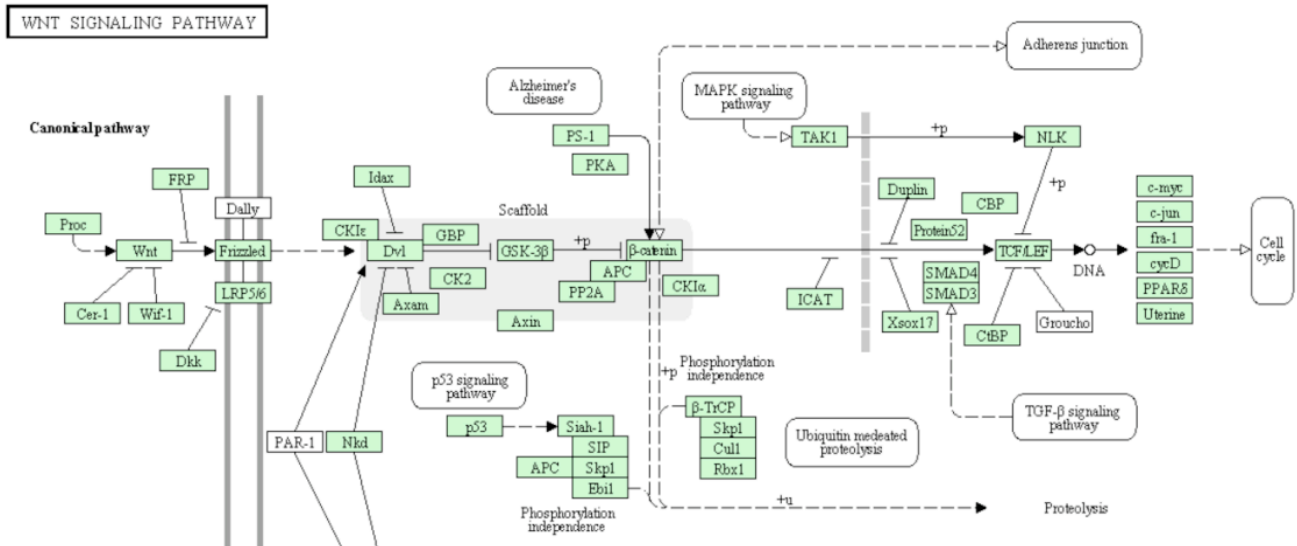 WNT SIGNALING PATHWAY
Adherens junction
Alzheimer's
disease
MAPK signaling
pathway
Canonical pathway
PS-1
TAK1
+p
NLK
PKA
FRP
Idax
Duplin
+p
c-myc
Dally
Scaffold
CBP
c-jun
Proc
CKIε
GBP
Protein52
fra-1
Wnt
Frizzled
Dvl
GSK-3β
+p
β-catenin
TCF/LEF
DNA
Cell
cycle
cycD
CK2
APC
SMAD4
PP2A
CKIα
SMAD3
PPARδ
LRP5/6
Axam
ICAT
Cer-1
Wif-1
Axin
Xsox17
CtBP
Groucho
Uterine
Dkk
Phosphorylation
independence
+p
p53 signaling
pathway
β-TrCP
Skp1
Cul1
Rbx1
TGF-β signaling
pathway
Ubiquitin medeated
proteolysis
PAR-1
Nkd
p53
Siah-1
SIP
APC
Skp1
Ebi1
+u
Proteolysis
Phosphorylation
independence